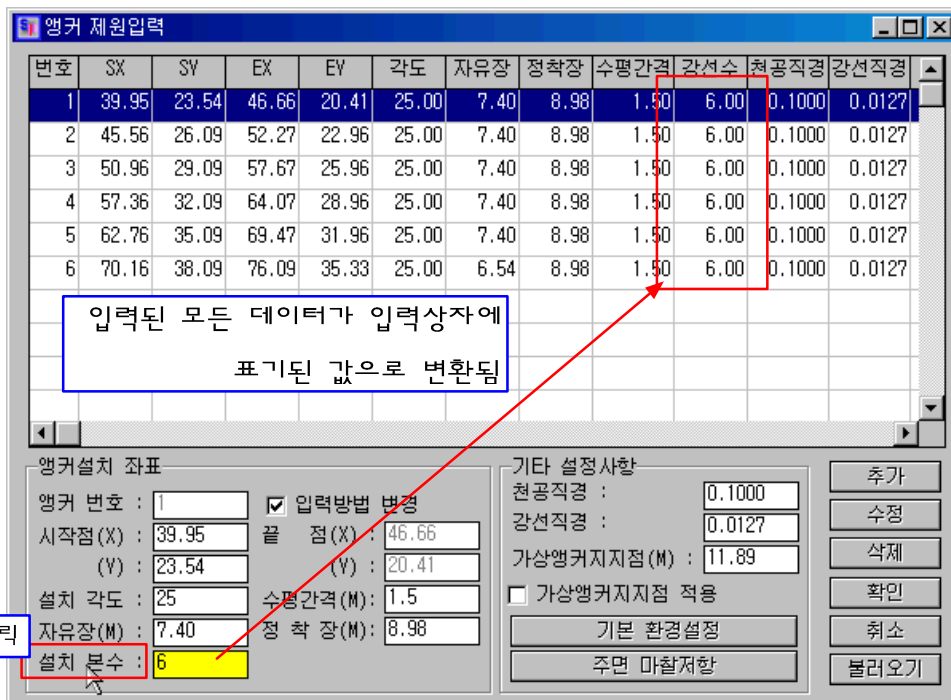 앵커 제원입력
번호 SX SY EX EY 각도 자유장 정착장 수평간격 강선수 천공직경 강선직경
1 39.95 23.54 46.66 20.41 25.00 7.40 8.98 1.50 6.00 0.1000 0.0127
2 45.56 26.09 52.27 22.96 25.00 7.40 8.98 1.50 6.00 0.1000 0.0127
3 50.96 29.09 57.67 25.96 25.00 7.40 8.98 1.50 6.00 0.1000 0.0127
4 57.36 32.09 64.07 28.96 25.00 7.40 8.98 1.50 6.00 0.1000 0.0127
5 62.76 35.09 69.47 31.96 25.00 7.40 8.98 1.50 6.00 0.1000 0.0127
6 70.16 38.09 76.09 35.33 25.00 6.54 8.98 1.50 6.00 0.1000 0.0127
입력된 모든 데이터가 입력상자에
표기된 값으로 변환됨
앵커설치 좌표
앵커 번호 : 1 입력방법 변경
시작점(X) : 39.95 끝 점(X) : 46.66
(Y) : 23.54 (Y) : 20.41
설치 각도 : 25 수평간격(M): 1.5
자유장(M) : 7.40 정 착 장(M): 8.98
릭
설치 본수 : 6
기타 설정사항
천공직경 : 0.1000
강선직경 : 0.0127
가상앵커지지점(M) : 11.89
가상앵커지지점 적용
기본 환경설정
주면 마찰저항
추가
수정
삭제
확인
취소
불러오기